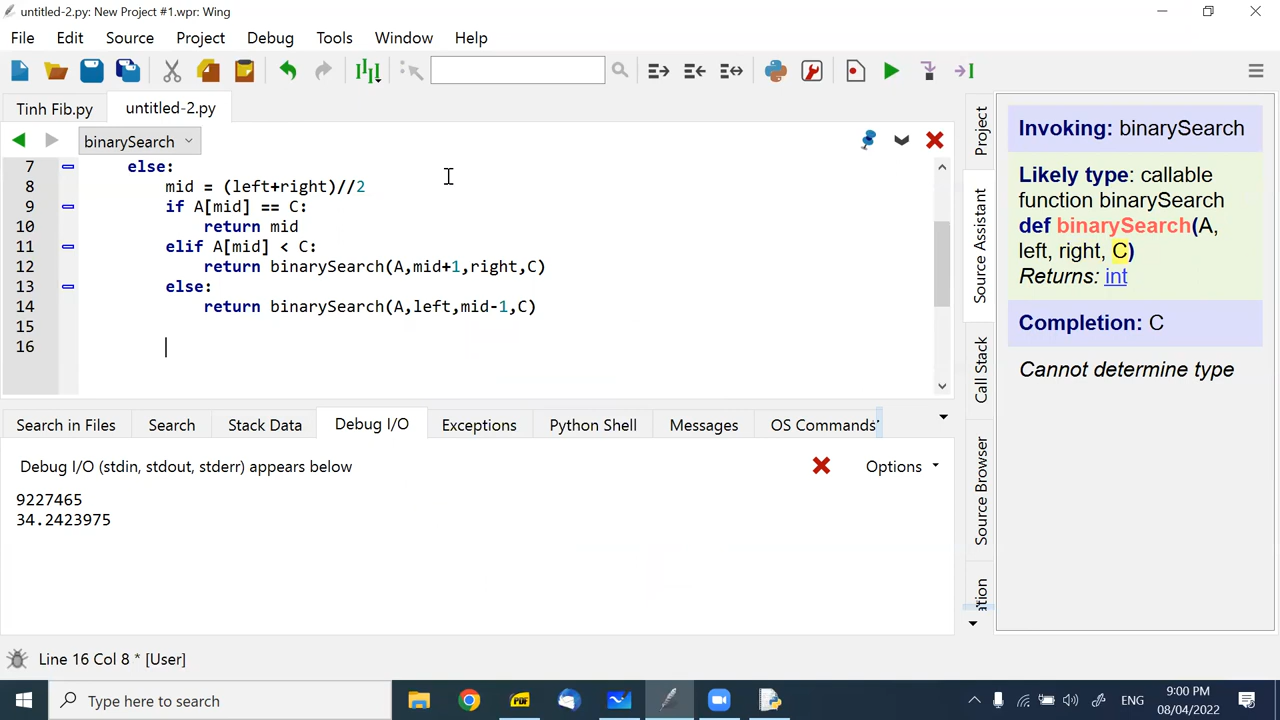 untitled-2.py: New Project #1.wpr: Wing
File Edit Source Project Debug Tools Window Help
Tinh Fib.py untitled-2.py
binarySearch
7 else:
8 mid = (left+right)//2
9 if A[mid] == C:
10 return mid
11 elif A[mid] < C:
12 return binarySearch(A,mid+1,right,C)
13 else:
14 return binarySearch(A,left,mid-1,C)
15
16
Project
Source Assistant
Call Stack
Source Browser
ation
Invoking: binarySearch
Likely type: callable
function binarySearch
def binarySearch(A,
left, right, C)
Returns: int
Completion: C
Cannot determine type
Search in Files Search Stack Data Debug I/O Exceptions Python Shell Messages OS Commands
Debug I/O (stdin, stdout, stderr) appears below
Options
9227465
34.2423975
Line 16 Col 8 * [User]
Type here to search
PDF
ENG
9:00 PM
08/04/2022